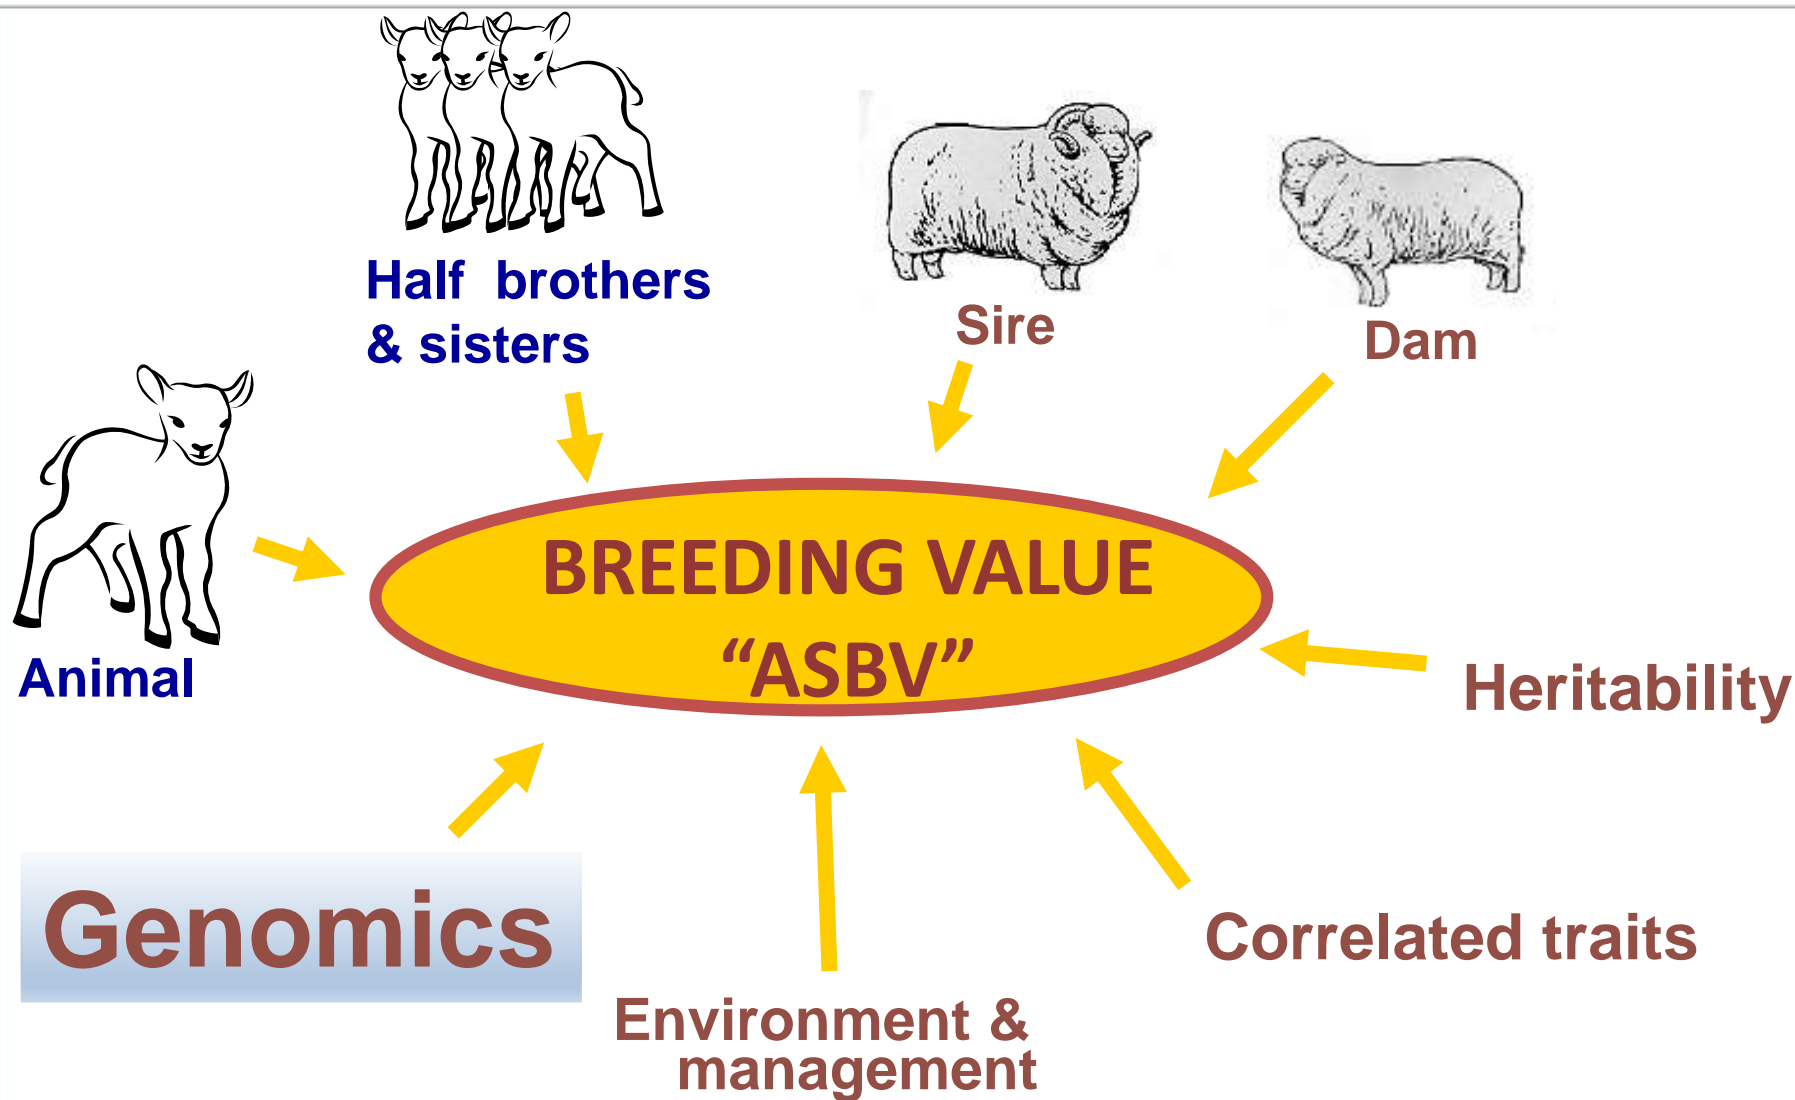 Half brothers
& sisters
Sire
Dam
Animal
BREEDING VALUE
“ASBV”
Heritability
Genomics
Correlated traits
Environment &
management